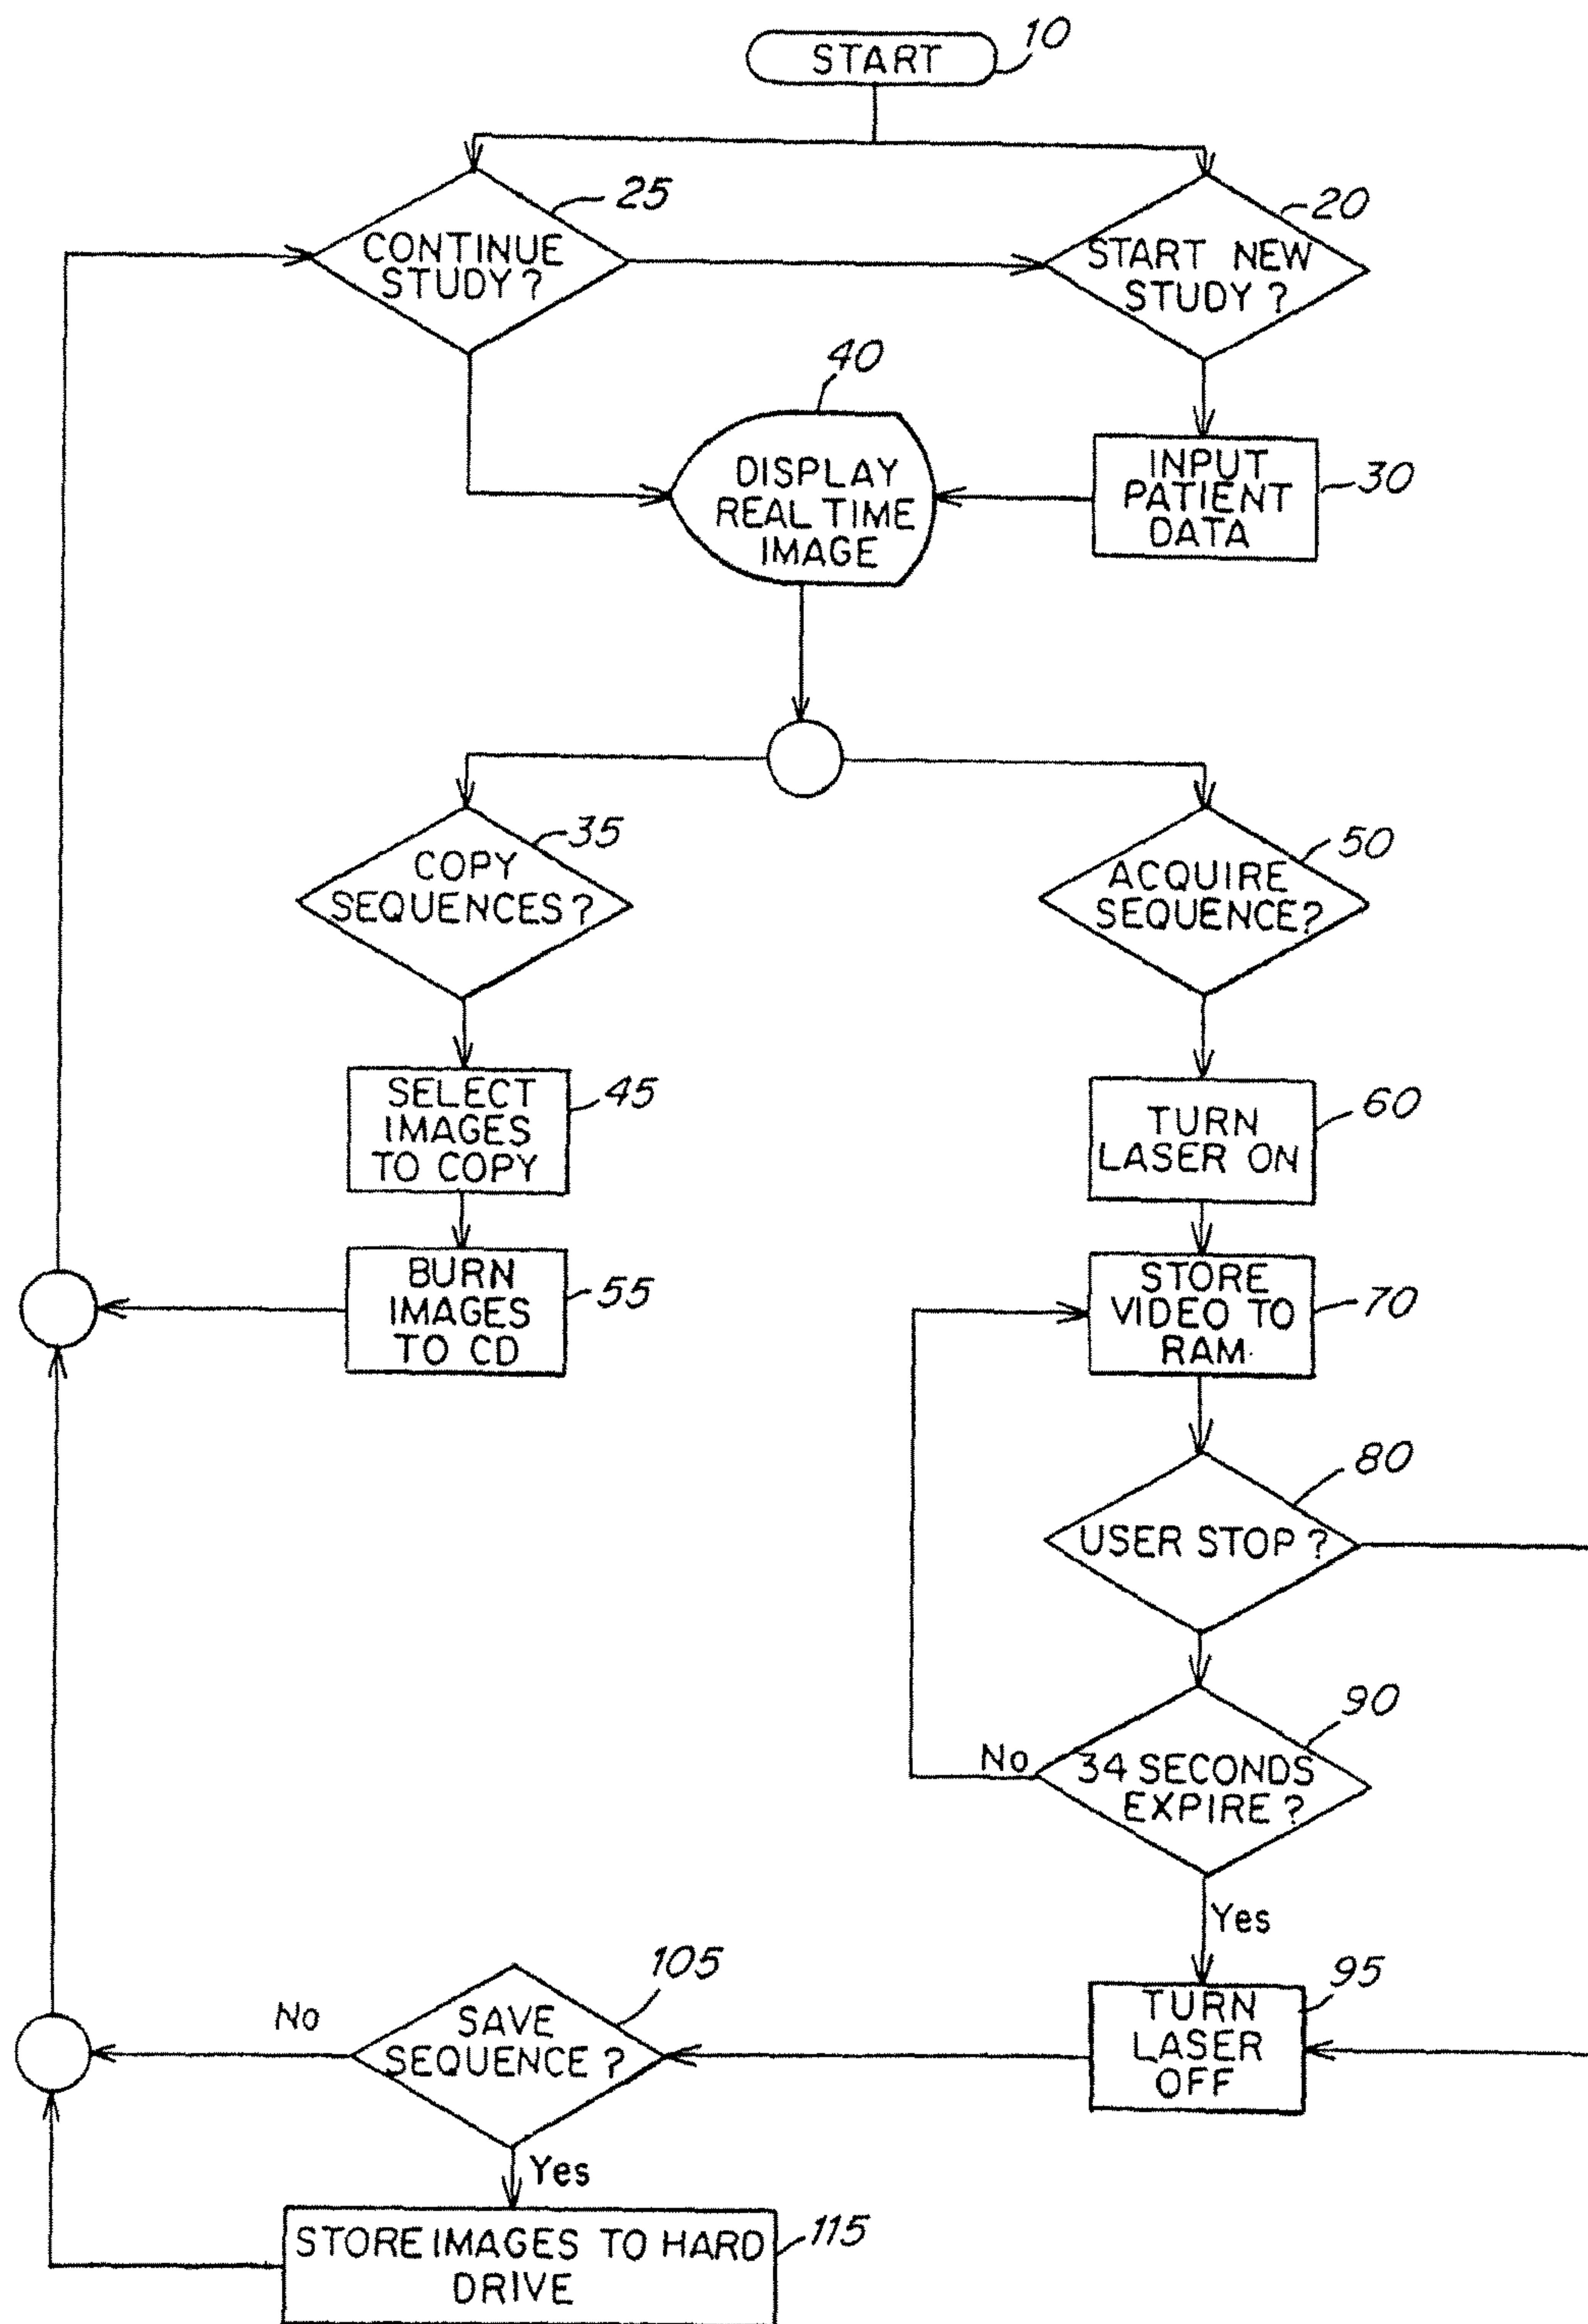 START
10
25
CONTINUE
STUDY?
20
START NEW
STUDY?
40
DISPLAY
REAL TIME
IMAGE
INPUT
PATIENT
DATA
30
35
COPY
SEQUENCES?
50
ACQUIRE
SEQUENCE?
SELECT
IMAGES
TO COPY
45
TURN
LASER ON
60
BURN
IMAGES
TO CD
55
STORE
VIDEO TO
RAM
70
80
USER STOP?
90
No
34 SECONDS
EXPIRE?
Yes
95
TURN
LASER
OFF
105
No
SAVE
SEQUENCE?
Yes
STORE IMAGES TO HARD
DRIVE
115